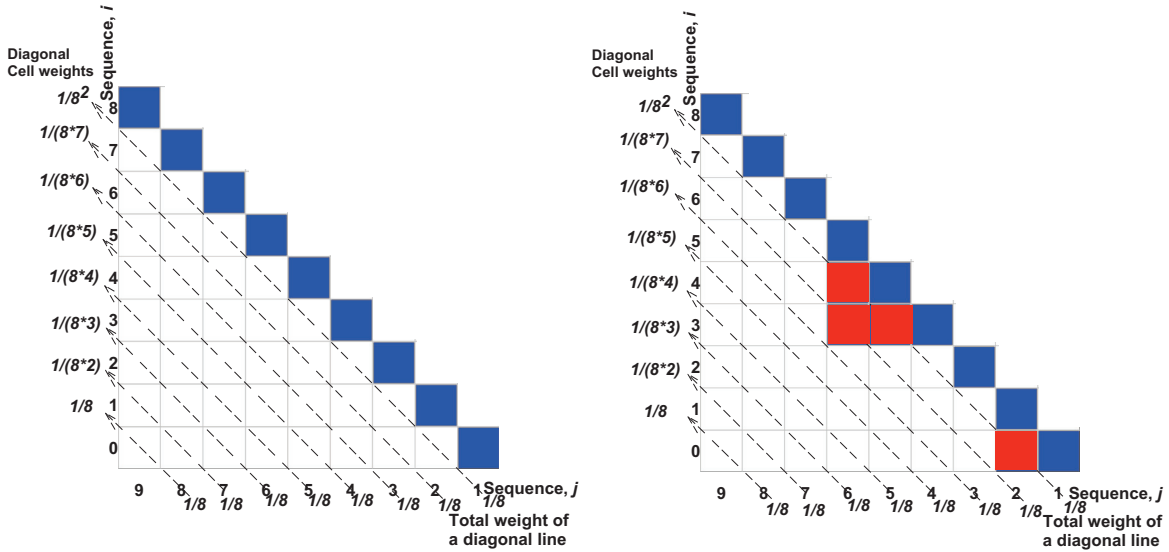 Sequence, i
Diagonal
Cell weights
1/8²
1/(8*7)
1/(8*6)
1/(8*5)
1/(8*4)
1/(8*3)
1/(8*2)
1/8
8
7
6
5
4
3
2
1
0
9 8 7 6 5 4 3 2 1 Sequence, j
1/8 1/8 1/8 1/8 1/8 1/8 1/8 1/8
Total weight of
a diagonal line
Sequence, i
Diagonal
Cell weights
1/8²
1/(8*7)
1/(8*6)
1/(8*5)
1/(8*4)
1/(8*3)
1/(8*2)
1/8
8
7
6
5
4
3
2
1
0
9 8 7 6 5 4 3 2 1 Sequence, j
1/8 1/8 1/8 1/8 1/8 1/8 1/8 1/8
Total weight of
a diagonal line